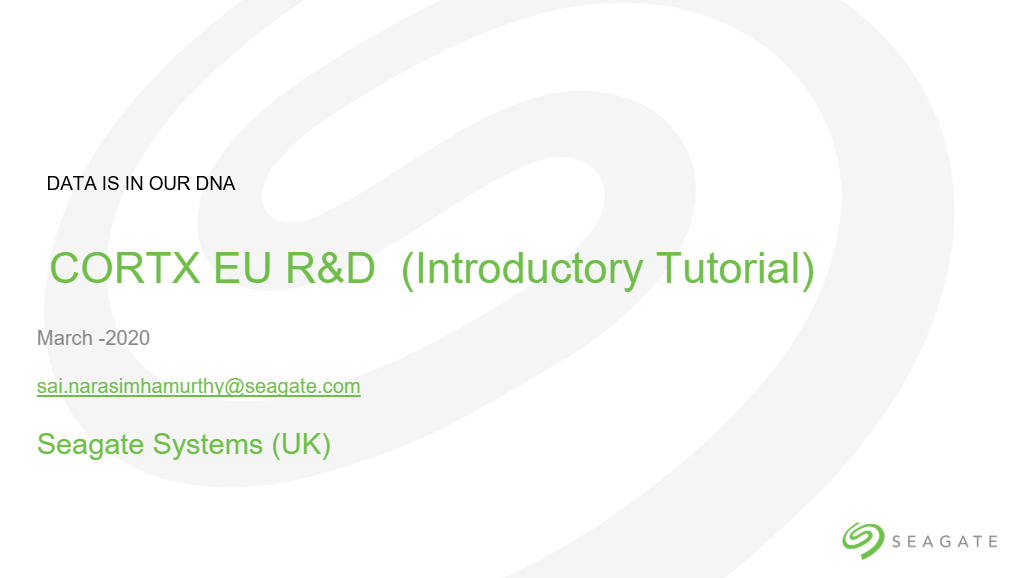 DATA IS IN OUR DNA
CORTX EU R&D (Introductory Tutorial)
March -2020
sai.narasimhamurthy@seagate.com
Seagate Systems (UK)
SEAGATE